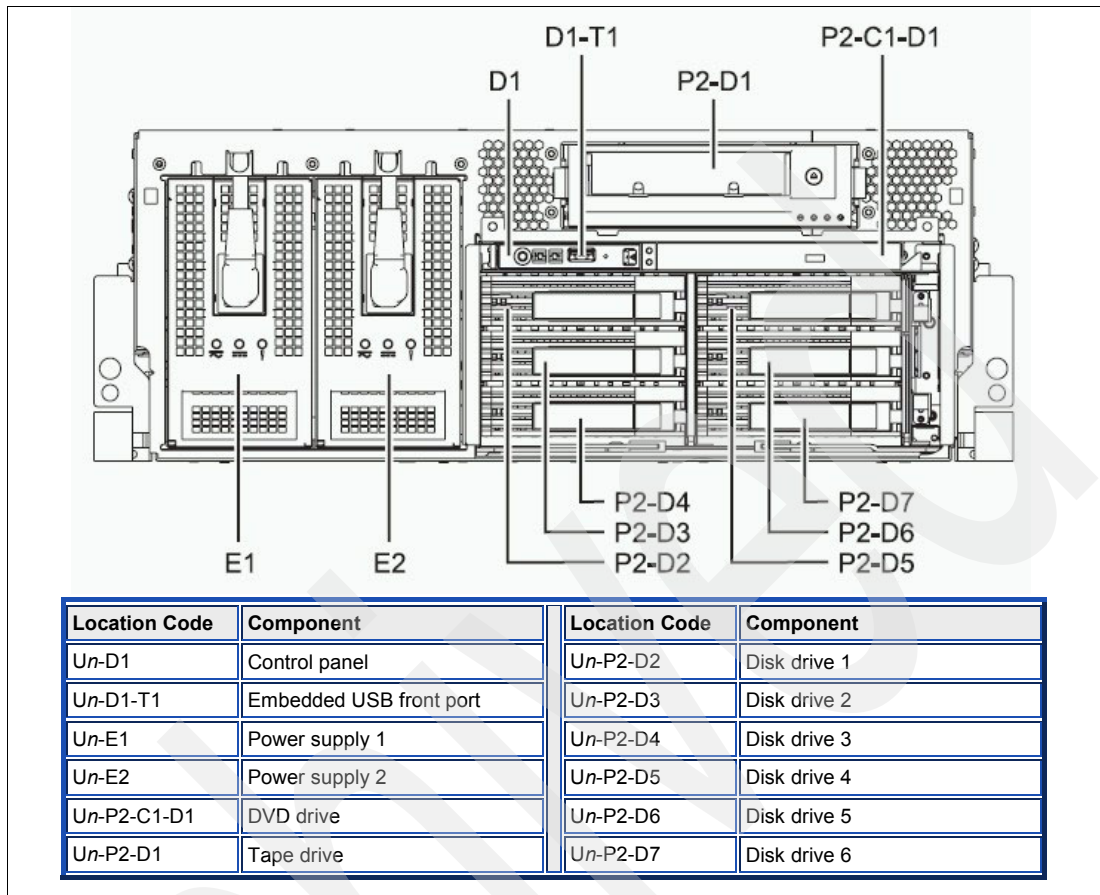 D1-T1 P2-C1-D1
D1 P2-D1
P2-D4 P2-D7
P2-D3 P2-D6
E1 E2 P2-D2 P2-D5
Location Code Component Location Code Component
Un-D1 Control panel Un-P2-D2 Disk drive 1
Un-D1-T1 Embedded USB front port Un-P2-D3 Disk drive 2
Un-E1 Power supply 1 Un-P2-D4 Disk drive 3
Un-E2 Power supply 2 Un-P2-D5 Disk drive 4
Un-P2-C1-D1 DVD drive Un-P2-D6 Disk drive 5
Un-P2-D1 Tape drive Un-P2-D7 Disk drive 6